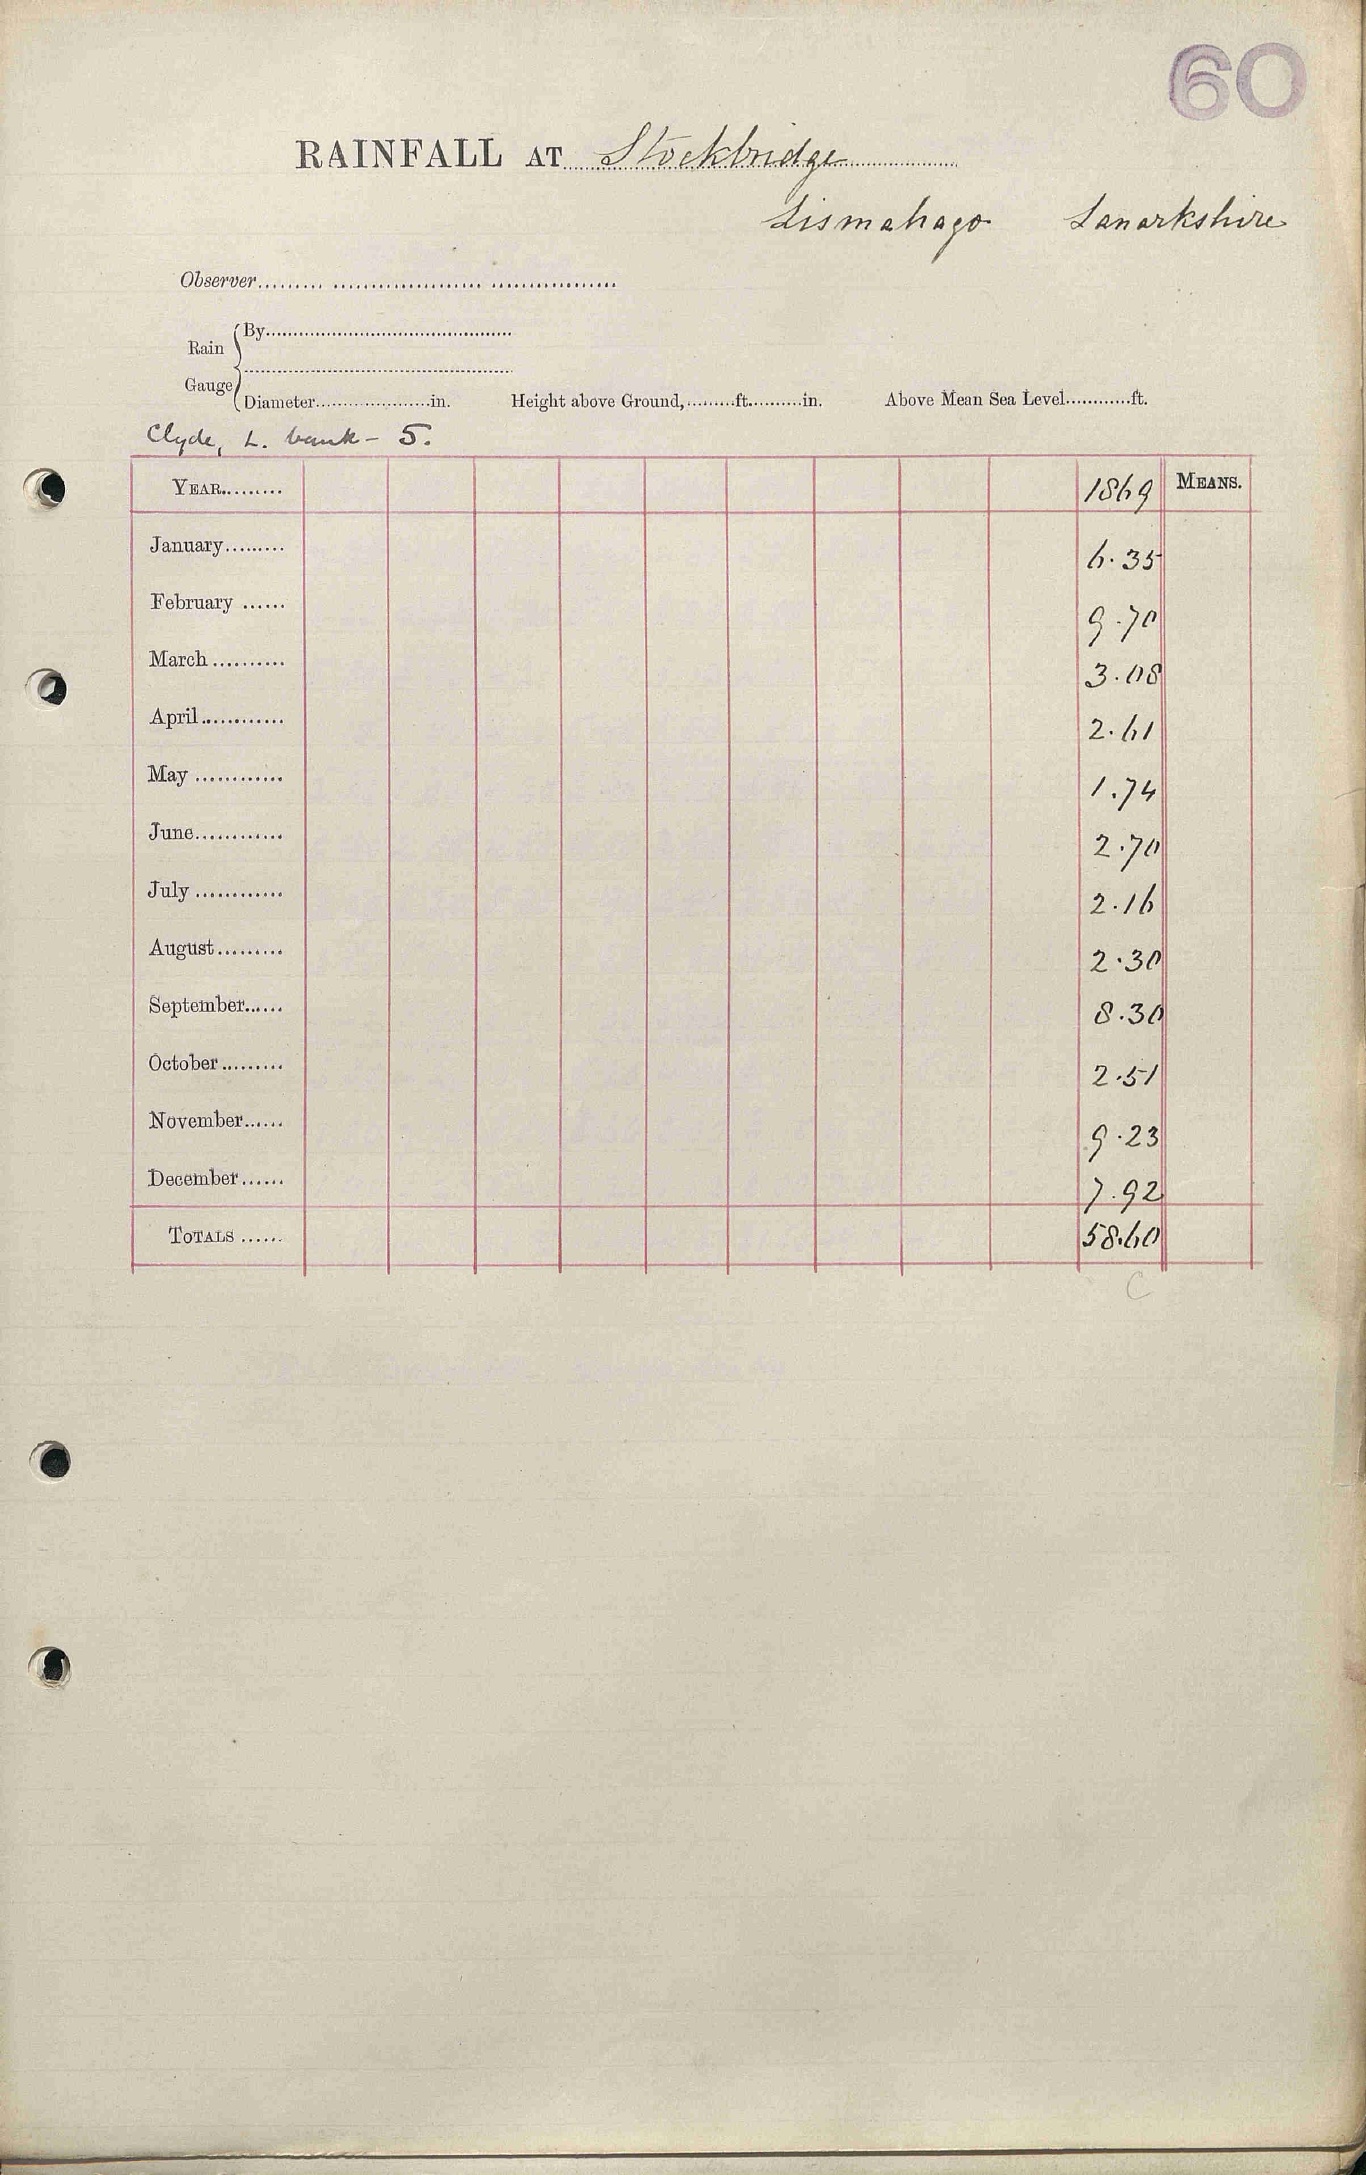 60
RAINFALL AT Stockbridge
Lismahago Lanarkshire
Observer
By
Rain
Gauge
Diameter in. Height above Ground, ft. in. Above Mean Sea Level ft.
Clyde, L. bank - 5.
YEAR 1869 MEANS.
January 6.35
February 9.70
March 3.08
April 2.61
May 1.74
June 2.70
July 2.16
August 2.30
September 8.30
October 2.51
November 9.23
December 7.92
TOTALS 58.60
C